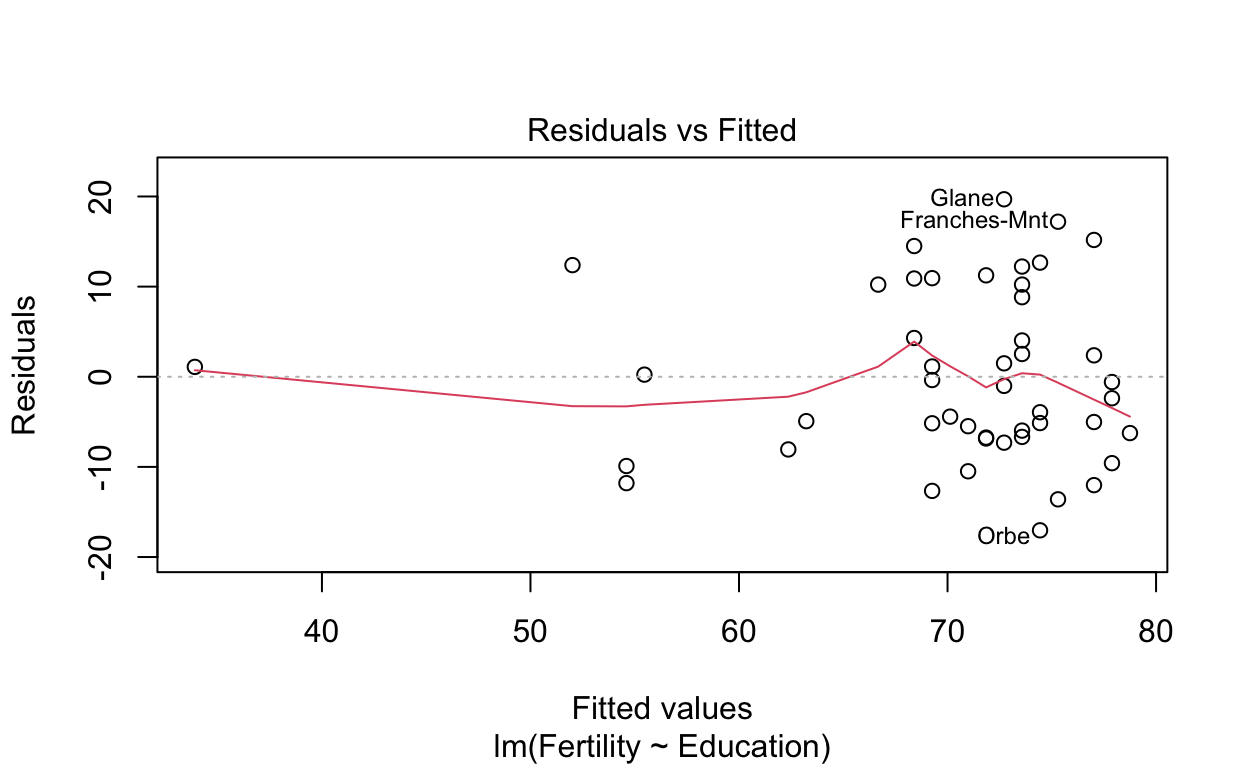 Residuals vs Fitted
Residuals
20
10
0
-10
-20
Glane
Franches-Mnt
Orbe
40 50 60 70 80
Fitted values
lm(Fertility ~ Education)